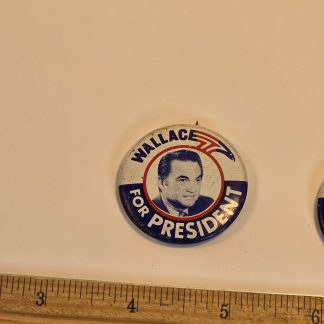 WALLACE
FOR PRESIDENT
3 4 5 6